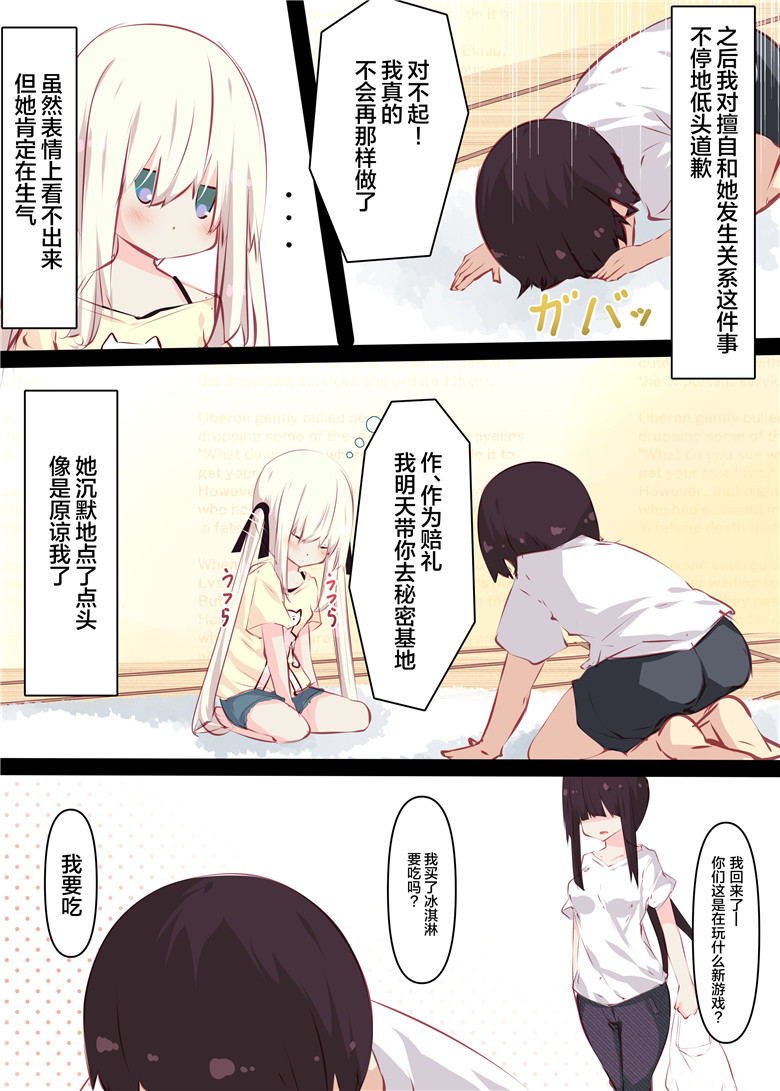 之后我对擅自和她发生关系这件事
不停地低头道歉
ガバッ
对不起！
我真的
不会再那样做了
···
虽然表情上看不出来
但她肯定在生气
作、作为赔礼
我明天带你去秘密基地
うつら
うつら
她沉默地点了点头
像是原谅我了
我回来了—
你们这是在玩什么新游戏？
我买了冰淇淋
要吃吗？
我要吃